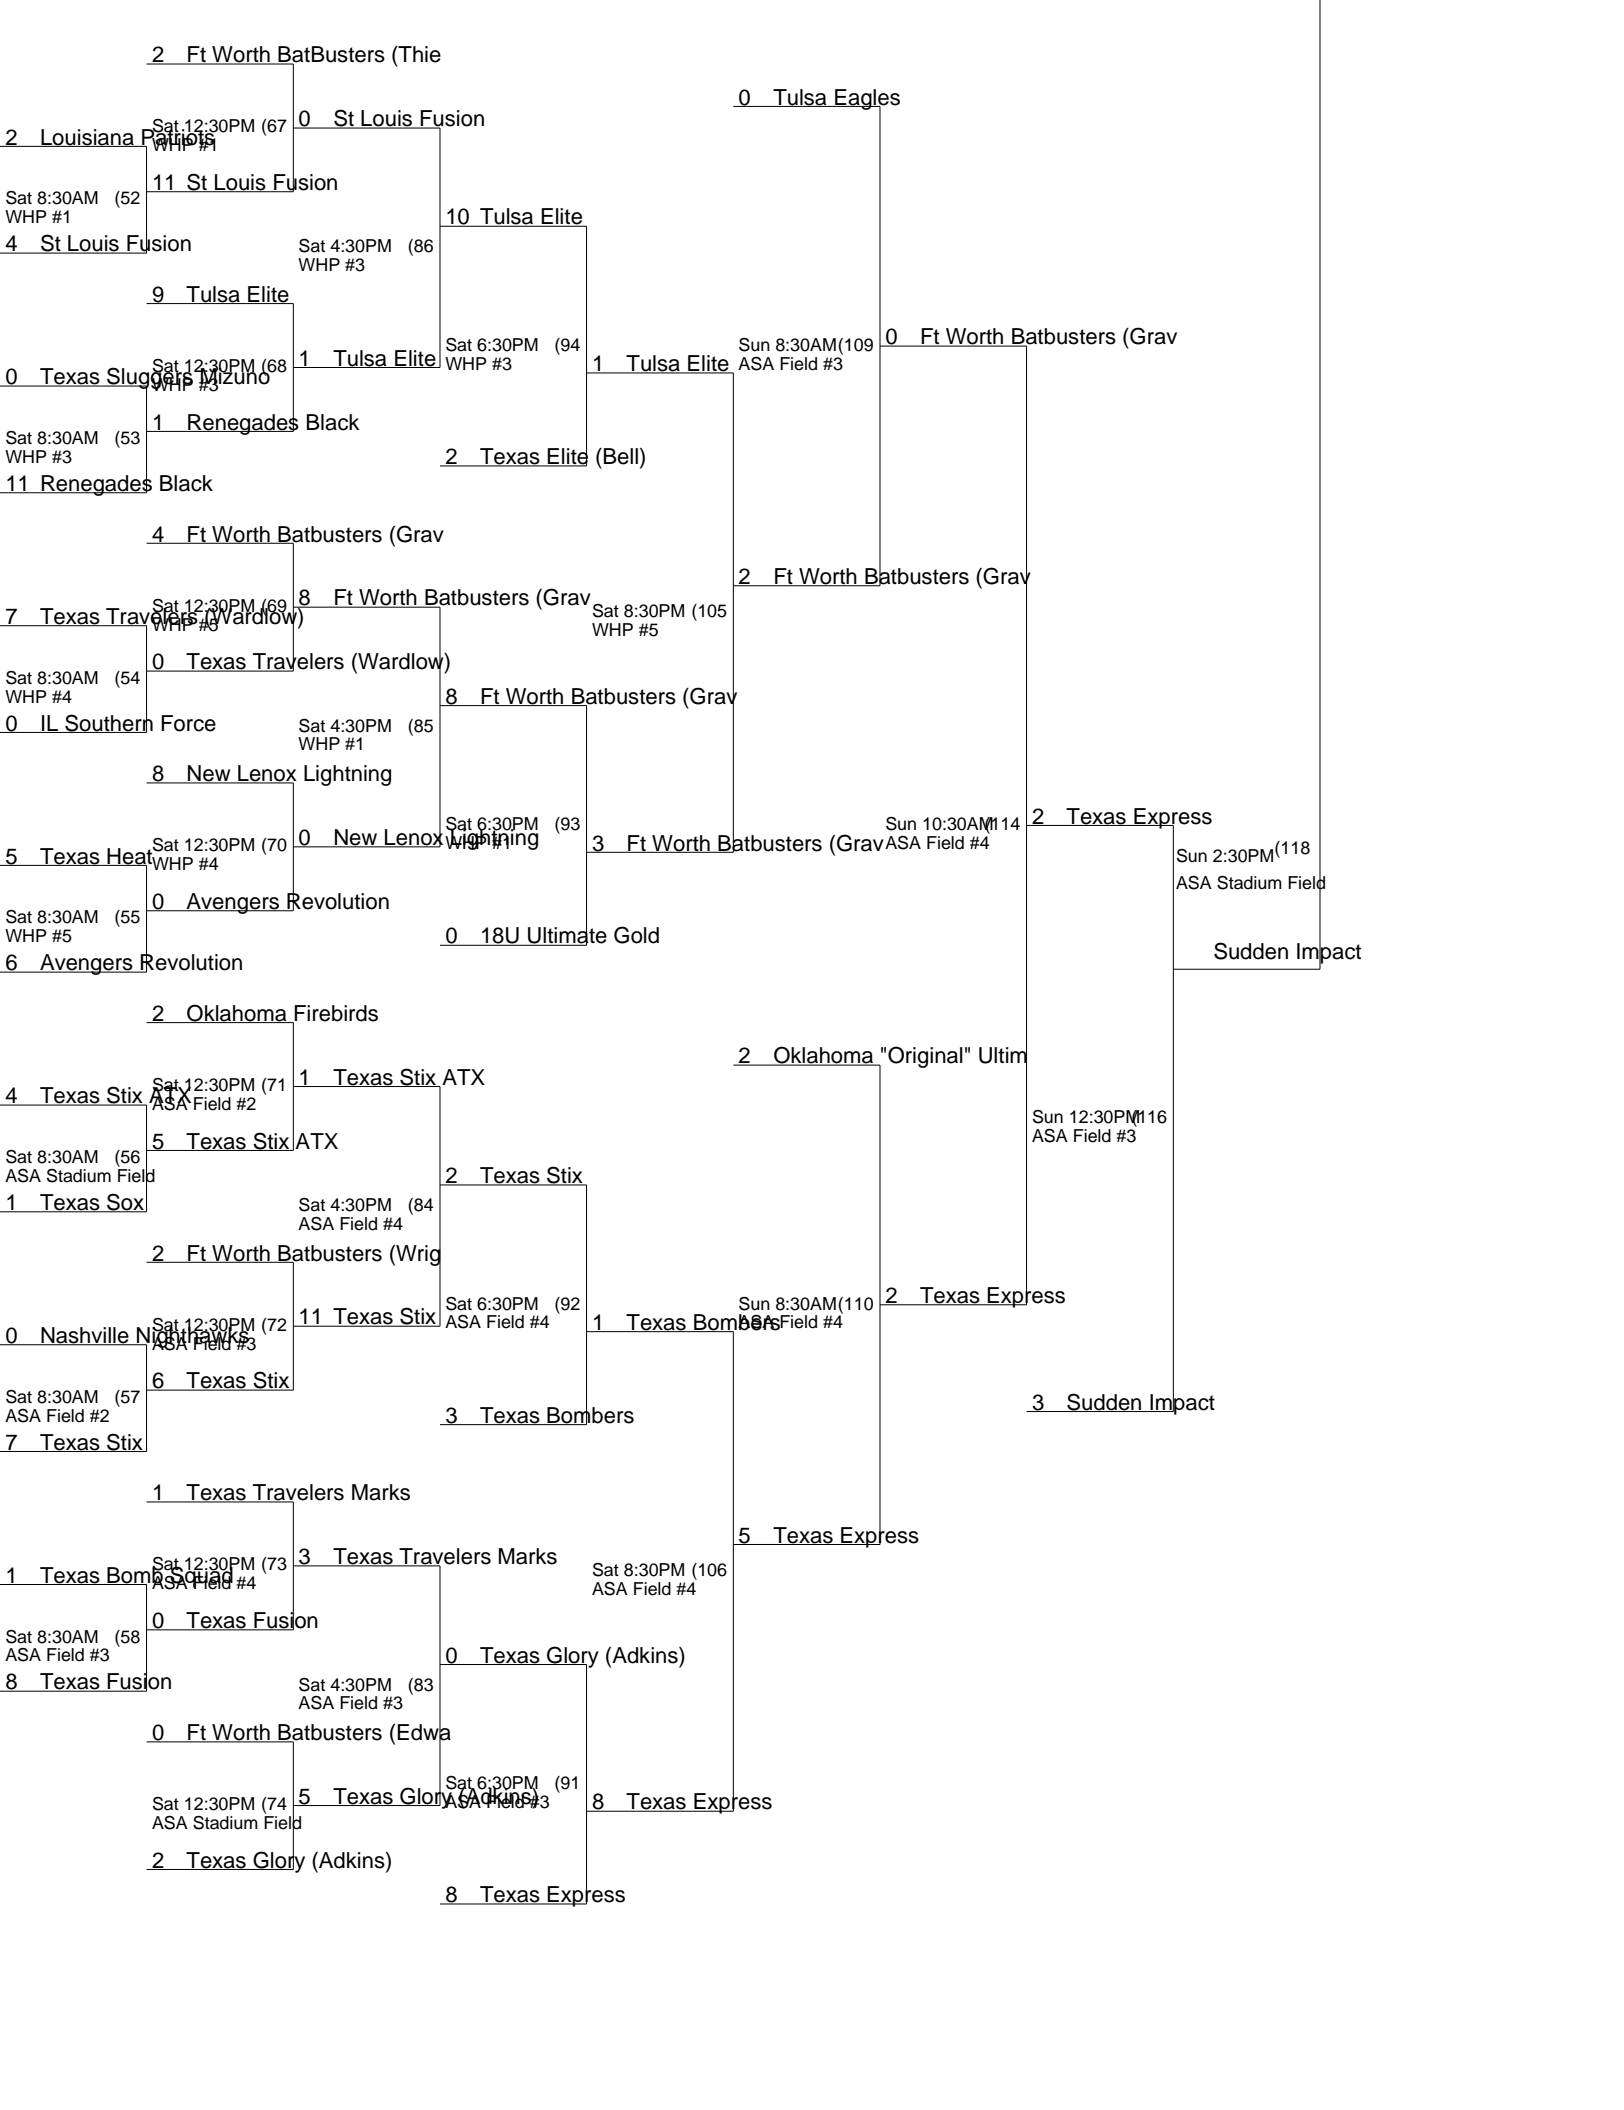 2 Ft Worth BatBusters (Thie
0 Tulsa Eagles
Sat 12:30PM (67
WHP #1
0 St Louis Fusion
2 Louisiana Patriots
11 St Louis Fusion
Sat 8:30AM (52
WHP #1
10 Tulsa Elite
4 St Louis Fusion
Sat 4:30PM (86
WHP #3
9 Tulsa Elite
0 Ft Worth Batbusters (Grav
Sat 6:30PM (94
WHP #3
Sun 8:30AM(109
ASA Field #3
1 Tulsa Elite
1 Tulsa Elite
Sat 12:30PM (68
WHP #3
0 Texas Sluggers Mizuno
1 Renegades Black
Sat 8:30AM (53
WHP #3
2 Texas Elite (Bell)
11 Renegades Black
4 Ft Worth Batbusters (Grav
2 Ft Worth Batbusters (Grav
8 Ft Worth Batbusters (Grav
Sat 12:30PM (69
WHP #5
Sat 8:30PM (105
WHP #5
7 Texas Travelers (Wardlow)
0 Texas Travelers (Wardlow)
Sat 8:30AM (54
WHP #4
8 Ft Worth Batbusters (Grav
0 IL Southern Force
Sat 4:30PM (85
WHP #1
8 New Lenox Lightning
2 Texas Express
Sat 6:30PM (93
WHP #1
Sun 10:30AM(114
ASA Field #4
0 New Lenox Lightning
3 Ft Worth Batbusters (Grav
Sat 12:30PM (70
WHP #4
Sun 2:30PM(118
ASA Stadium Field
5 Texas Heat
0 Avengers Revolution
Sat 8:30AM (55
WHP #5
0 18U Ultimate Gold
Sudden Impact
6 Avengers Revolution
2 Oklahoma Firebirds
2 Oklahoma "Original" Ultim
1 Texas Stix ATX
Sat 12:30PM (71
ASA Field #2
4 Texas Stix ATX
Sun 12:30PM(116
ASA Field #3
5 Texas Stix ATX
Sat 8:30AM (56
ASA Stadium Field
2 Texas Stix
1 Texas Sox
Sat 4:30PM (84
ASA Field #4
2 Ft Worth Batbusters (Wrig
2 Texas Express
Sat 6:30PM (92
ASA Field #4
Sun 8:30AM(110
ASA Field #4
11 Texas Stix
1 Texas Bombers
Sat 12:30PM (72
ASA Field #3
0 Nashville Nighthawks
6 Texas Stix
Sat 8:30AM (57
ASA Field #2
3 Sudden Impact
3 Texas Bombers
7 Texas Stix
1 Texas Travelers Marks
5 Texas Express
3 Texas Travelers Marks
Sat 12:30PM (73
ASA Field #4
Sat 8:30PM (106
ASA Field #4
1 Texas Bomb Squad
0 Texas Fusion
Sat 8:30AM (58
ASA Field #3
0 Texas Glory (Adkins)
8 Texas Fusion
Sat 4:30PM (83
ASA Field #3
0 Ft Worth Batbusters (Edwa
Sat 6:30PM (91
ASA Field #3
5 Texas Glory (Adkins)
8 Texas Express
Sat 12:30PM (74
ASA Stadium Field
2 Texas Glory (Adkins)
8 Texas Express